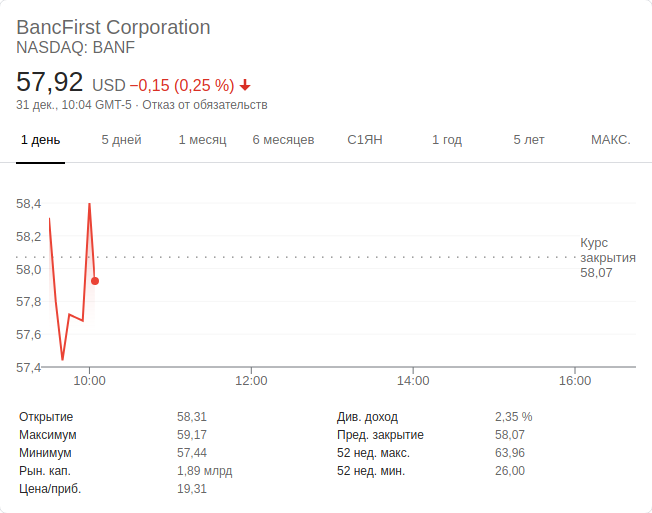 BancFirst Corporation
NASDAQ: BANF
57,92 USD −0,15 (0,25 %)
31 дек., 10:04 GMT-5 · Отказ от обязательств
1 день 5 дней 1 месяц 6 месяцев С1ЯН 1 год 5 лет МАКС.
58,4
58,2
58,0
57,8
57,6
57,4
Курс
закрытия
58,07
10:00 12:00 14:00 16:00
Открытие 58,31 Див. доход 2,35 %
Максимум 59,17 Пред. закрытие 58,07
Минимум 57,44 52 нед. макс. 63,96
Рын. кап. 1,89 млрд 52 нед. мин. 26,00
Цена/приб. 19,31